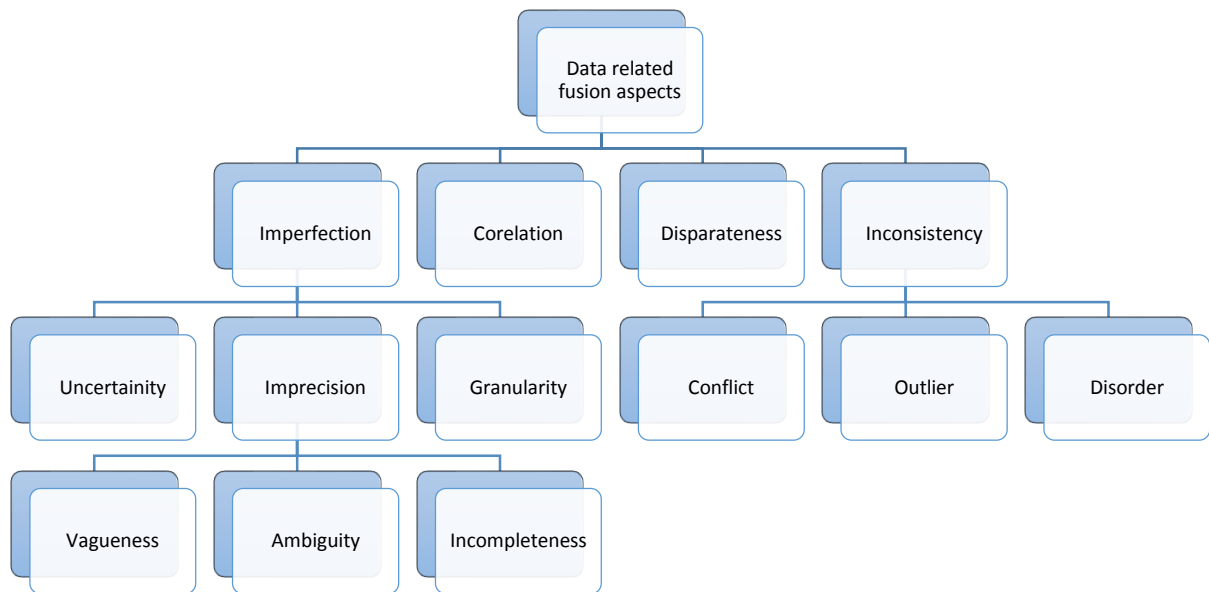 Data related
fusion aspects
Imperfection
Corelation
Disparateness
Inconsistency
Uncertainity
Imprecision
Granularity
Conflict
Outlier
Disorder
Vagueness
Ambiguity
Incompleteness